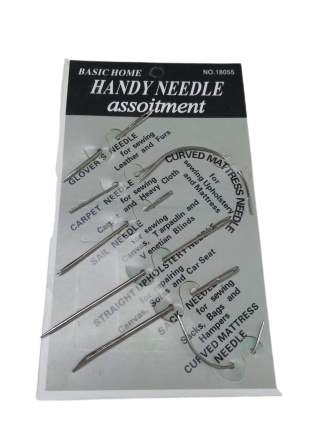 BASIC HOME
NO. 18055
HANDY NEEDLE
assoitment
GLOVER'S NEEDLE
for sewing
Leather and Furs
CURVED MATTRESS NEEDLE
for
sewing Upholstery
and Mattress
CARPET NEEDLE
for sewing
Carpet and Heavy Cloth
SAIL NEEDLE
for sewing
Canvas, Tarpaulin and
Venetian Blinds
STRAIGHT UPHOLSTERY NEEDLE
for repairing
Canvas, Sofas and Car Seat
SACK NEEDLE
for sewing
Sacks, Bags and
Hampers
CURVED MATTRESS
NEEDLE